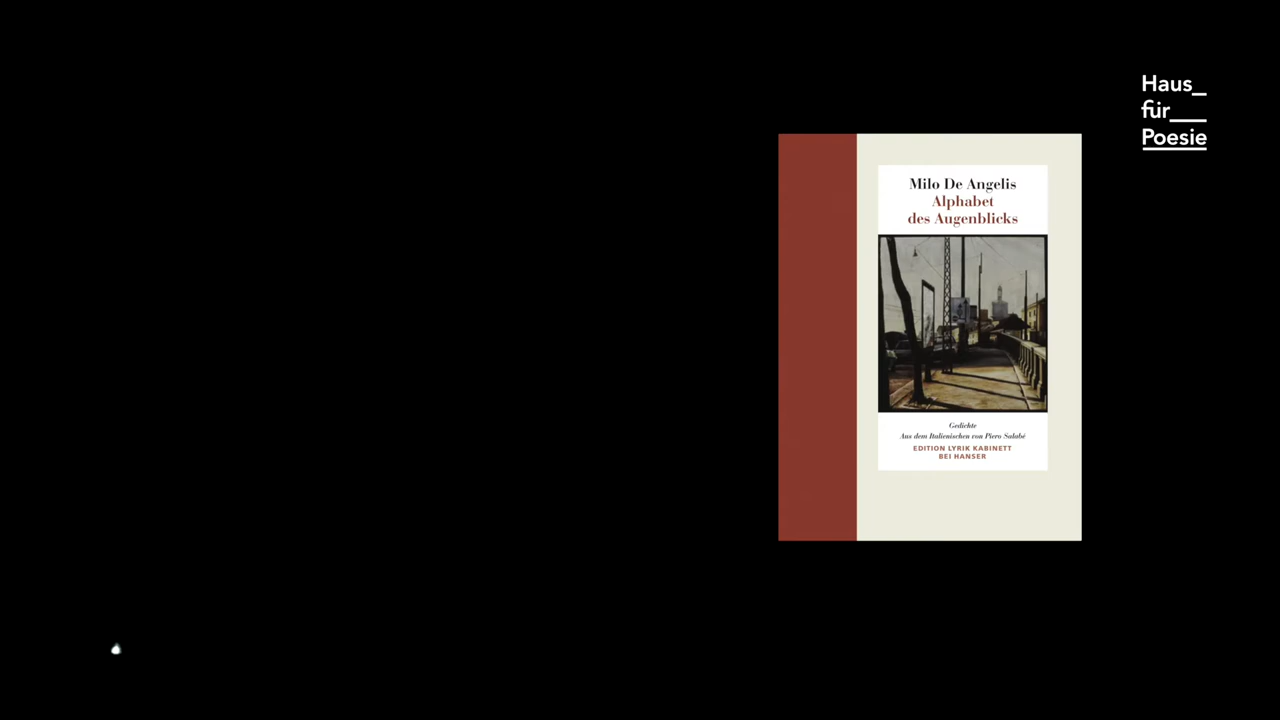 Haus_
für__
Poesie
Milo De Angelis
Alphabet
des Augenblicks
Gedichte
Aus dem Italienischen von Piero Salabè
EDITION LYRIK KABINETT
BEI HANSER